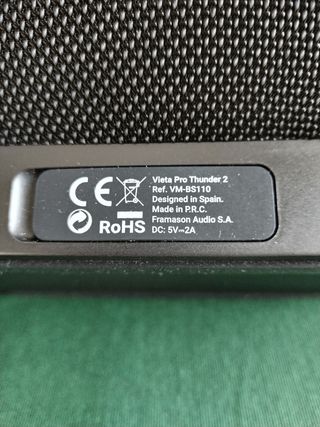 CE
RoHS
Vieta Pro Thunder 2
Ref. VM-BS110
Designed in Spain.
Made in P.R.C.
Framason Audio S.A.
DC: 5V⎓2A